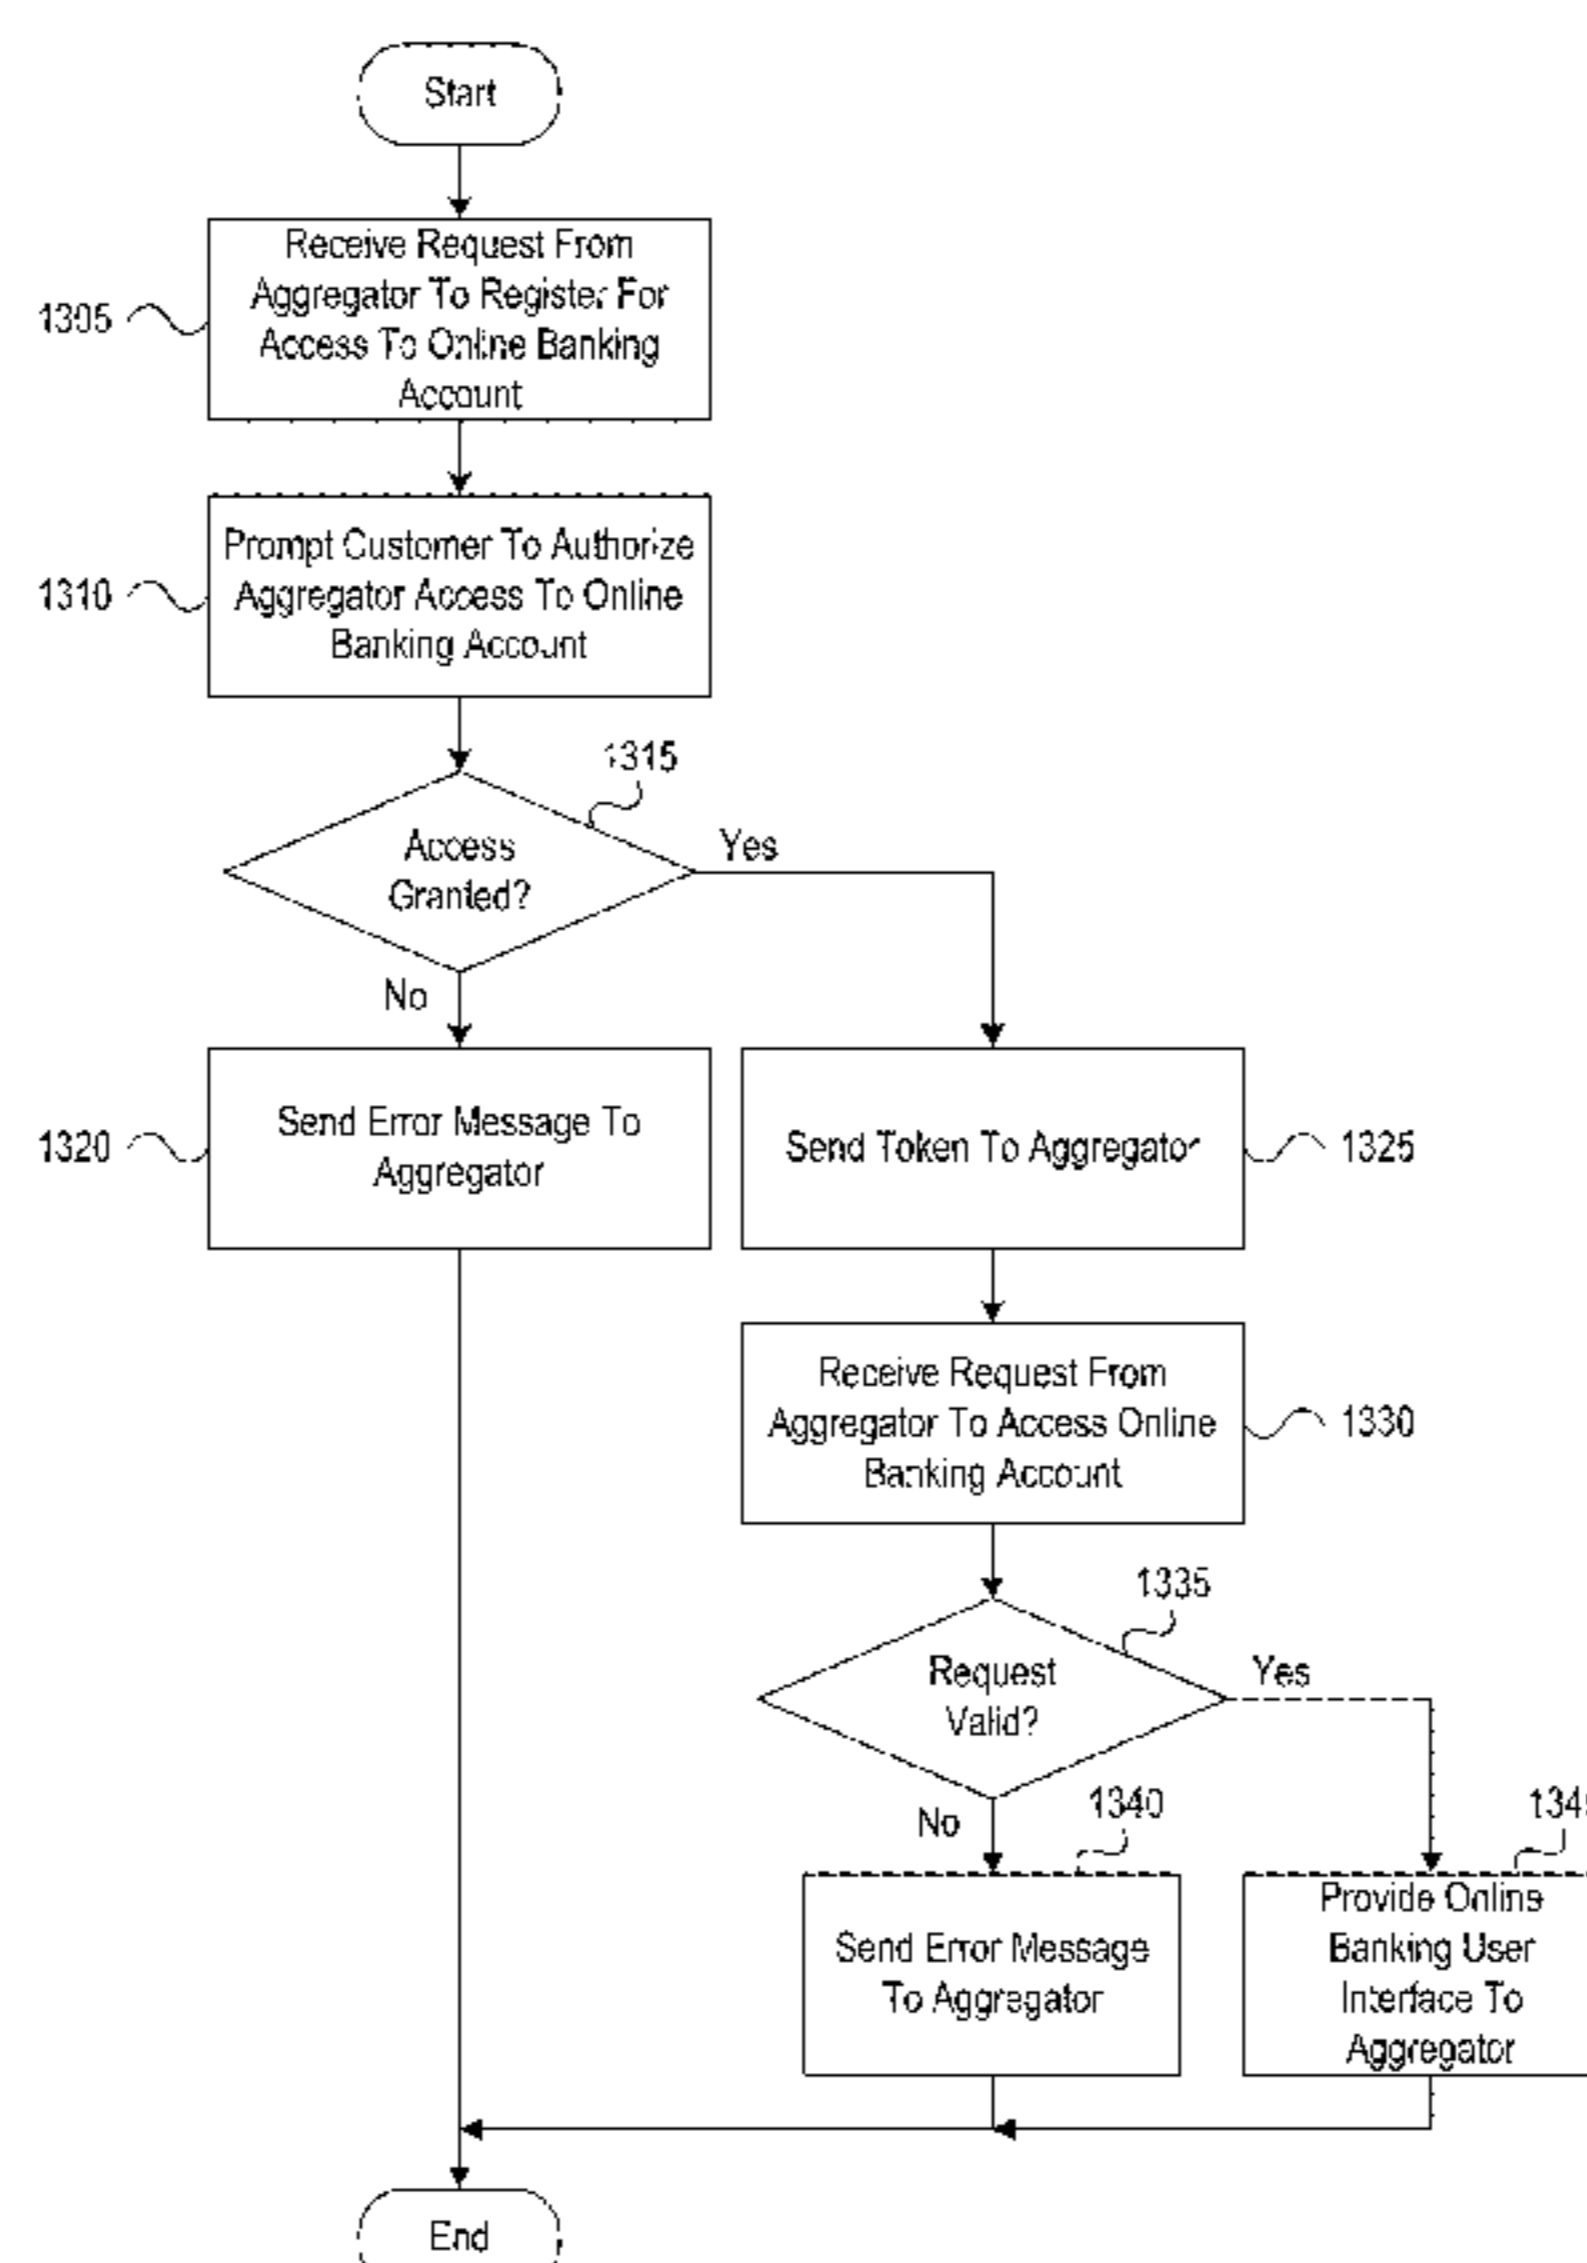 Start
Receive Request From
Aggregator To Register For
Access To Online Banking
Account
1305
Prompt Customer To Authorize
Aggregator Access To Online
Banking Account
1310
1315
Access
Granted?
Yes
No
Send Error Message To
Aggregator
1320
Send Token To Aggregator
1325
Receive Request From
Aggregator To Access Online
Banking Account
1330
1335
Request
Valid?
Yes
No
1340
Send Error Message
To Aggregator
Provide Online
Banking User
Interface To
Aggregator
End